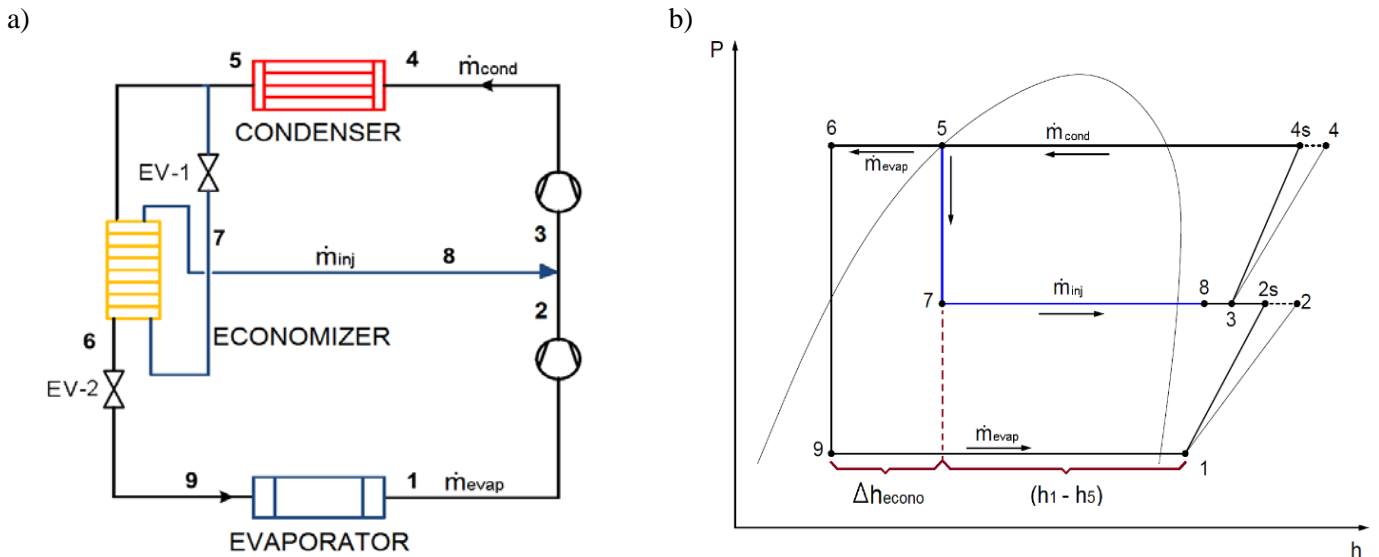 a)
5
4
ṁcond
CONDENSER
EV-1
7
3
ṁinj
8
2
6
ECONOMIZER
EV-2
9
1
ṁevap
EVAPORATOR
b)
P
6
5
4s
4
ṁcond
ṁevap
7
8
2s
2
ṁinj
3
9
ṁevap
1
Δhecono
(h1 - h5)
h